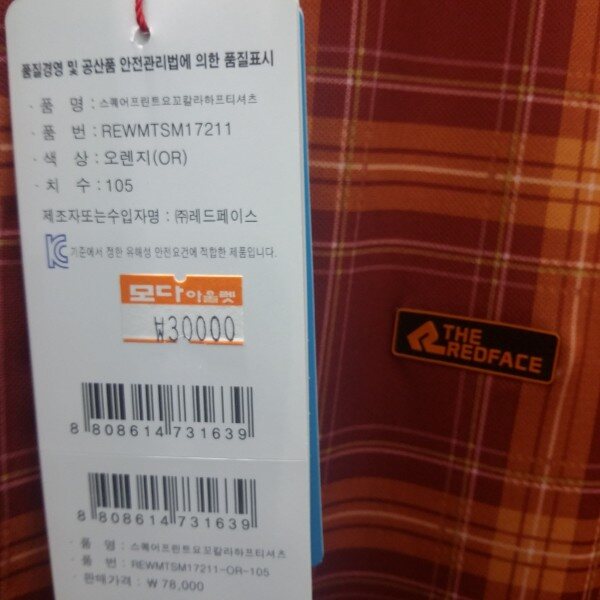 품질경영 및 공산품 안전관리법에 의한 품질표시
· 품 명 : 스퀘어프린트요꼬칼라하프티셔츠
· 품 번 : REWMTSM17211
· 색 상 : 오렌지(OR)
· 치 수 : 105
제조자또는수입자명 : ㈜레드페이스
기준에서 정한 유해성 안전요건에 적합한 제품입니다.
모다아울렛
₩30000
8 808614 731639
8 808614 731639
· 품 명 : 스퀘어프린트요꼬칼라하프티셔츠
· 품 번 : REWMTSM17211-OR-105
· 판매가격 : ₩ 78,000
THE
REDFACE